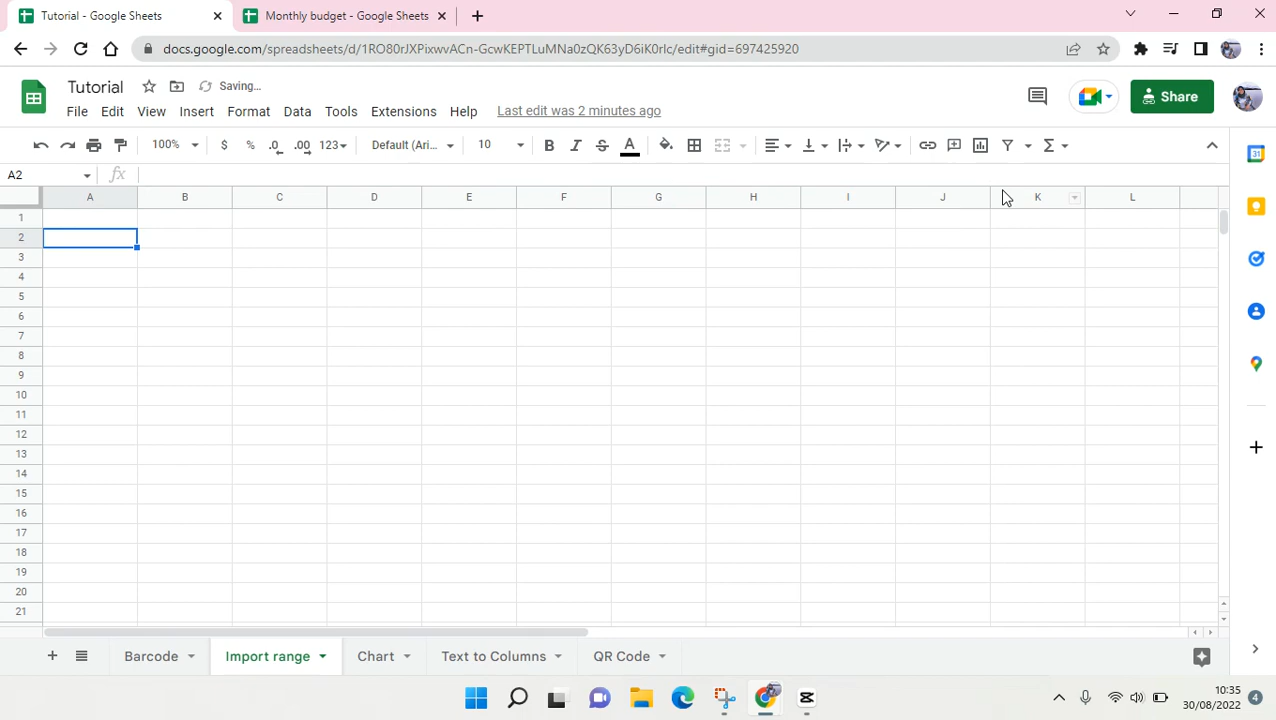 Tutorial - Google Sheets
Monthly budget - Google Sheets
docs.google.com/spreadsheets/d/1RO80rJXPixwvACn-GcwKEPTLuMNa0zQK63yD6iK0rIc/edit#gid=697425920
Tutorial
Saving...
File Edit View Insert Format Data Tools Extensions Help Last edit was 2 minutes ago
Share
100% $ % .0 .00 123 Default (Ari... 10 B I S A Σ
A2 fx
31
A B C D E F G H I J K L
1
2
3
4
5
6
7
8
9
10
11
12
13
14
15
16
17
18
19
20
21
Barcode Import range Chart Text to Columns QR Code
10:35
30/08/2022
4